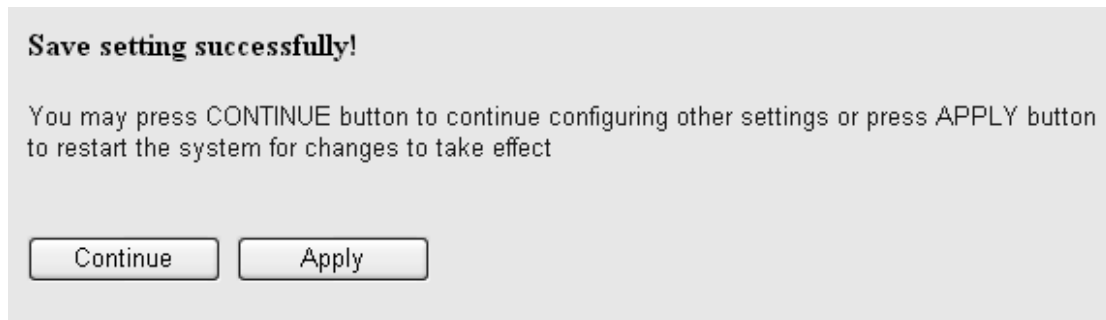 Save setting successfully!
You may press CONTINUE button to continue configuring other settings or press APPLY button
to restart the system for changes to take effect
Continue Apply